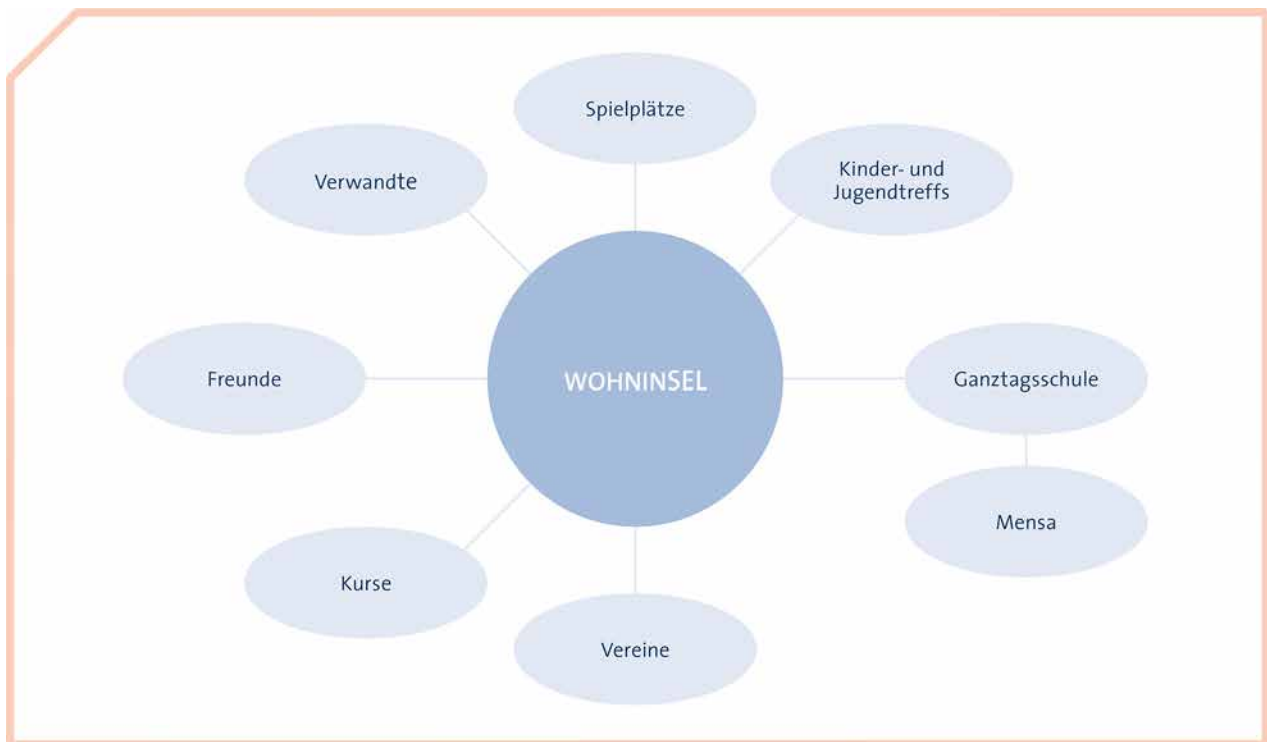 Spielplätze
Verwandte
Kinder- und
Jugendtreffs
Freunde
WOHNINSEL
Ganztagsschule
Mensa
Kurse
Vereine